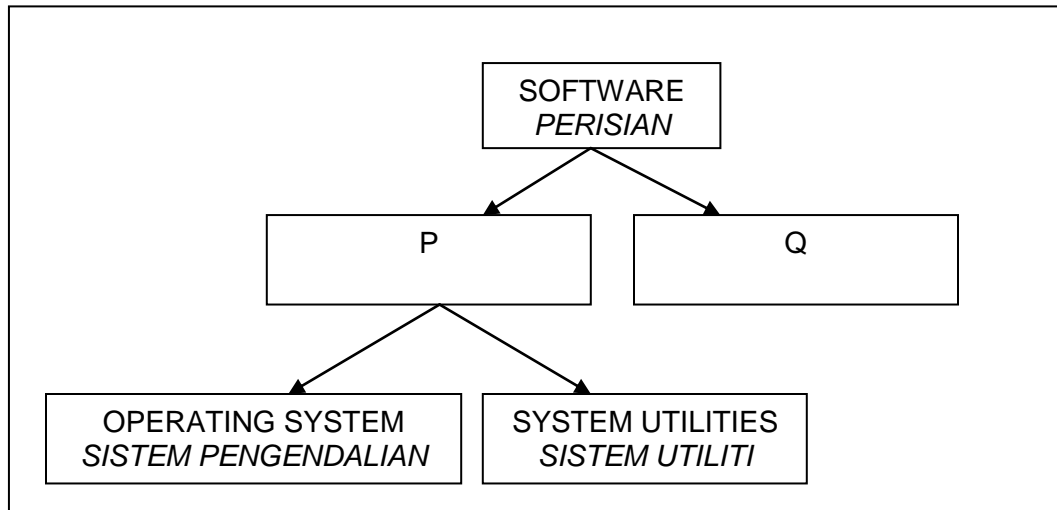 SOFTWARE
PERISIAN
P
Q
OPERATING SYSTEM
SISTEM PENGENDALIAN
SYSTEM UTILITIES
SISTEM UTILITI